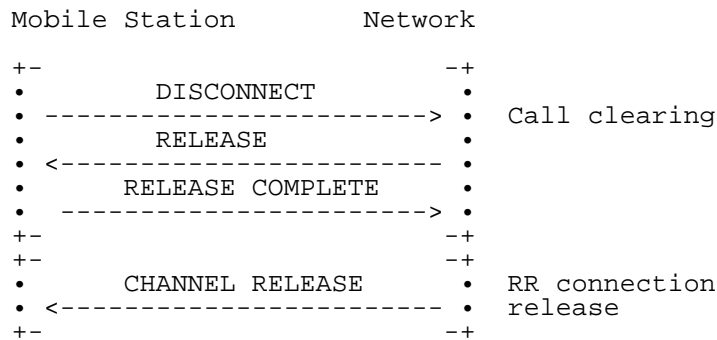 Mobile Station Network
+- -+
• DISCONNECT •
• ------------------------> • Call clearing
• RELEASE •
• <------------------------ •
• RELEASE COMPLETE •
• -----------------------> •
+- -+
+- -+
• CHANNEL RELEASE • RR connection
• <------------------------ • release
+- -+